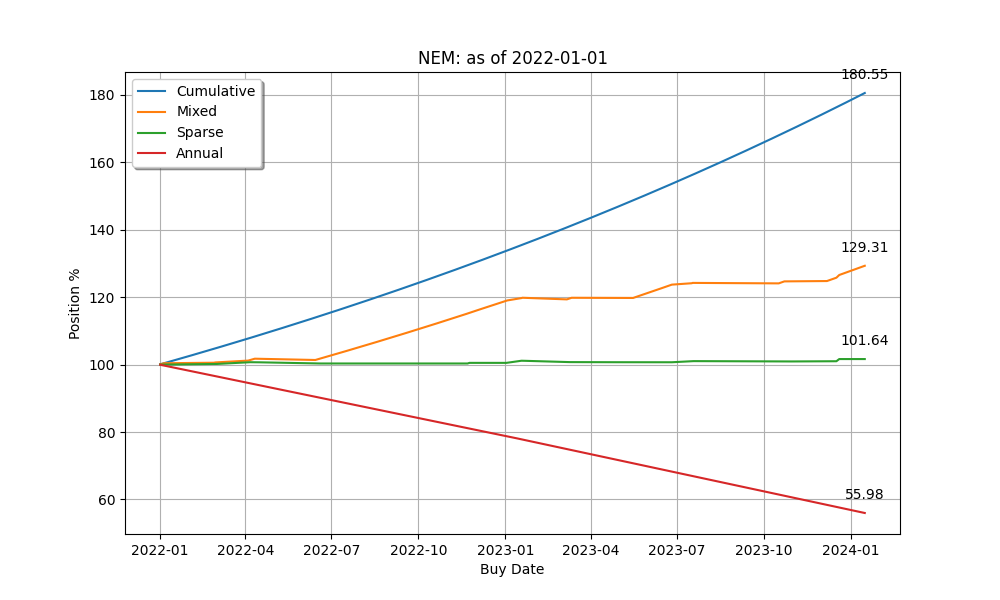 NEM: as of 2022-01-01
180.55
180
Cumulative
Mixed
Sparse
Annual
160
140
129.31
120
101.64
100
80
60
55.98
Position %
2022-01 2022-04 2022-07 2022-10 2023-01 2023-04 2023-07 2023-10 2024-01
Buy Date